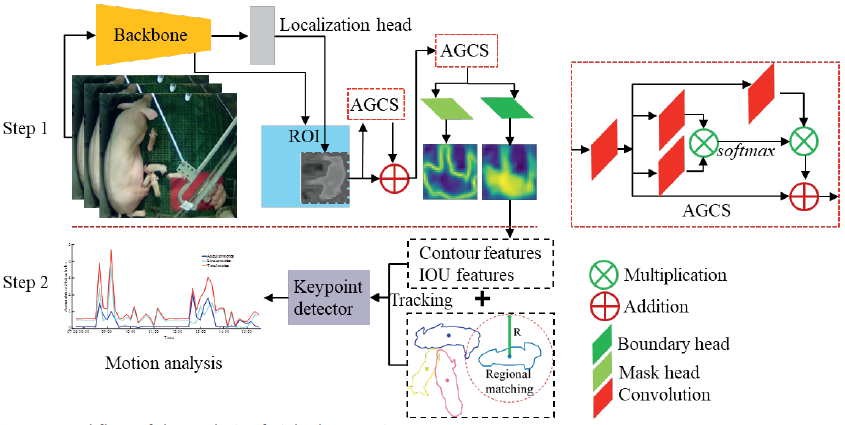 Backbone
Localization head
AGCS
Step 1
ROI
AGCS
softmax
AGCS
Step 2
Contour features
IOU features
Keypoint
detector
Tracking
+
R
Regional
matching
Time
Motion analysis
Multiplication
Addition
Boundary head
Mask head
Convolution